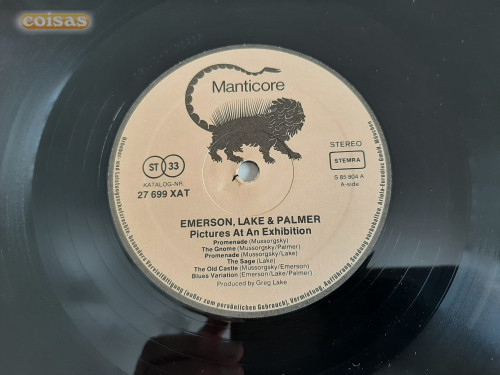 coisas
Manticore
ST 33
STEREO
STEMRA
KATALOG-NR.
27 699 XAT
S 85 804 A
A-side
EMERSON, LAKE & PALMER
Pictures At An Exhibition
Promenade (Mussorgsky)
The Gnome (Mussorgsky/Palmer)
Promenade (Mussorgsky/Lake)
The Sage (Lake)
The Old Castle (Mussorgsky/Emerson)
Blues Variation (Emerson/Lake/Palmer)
Produced by Greg Lake